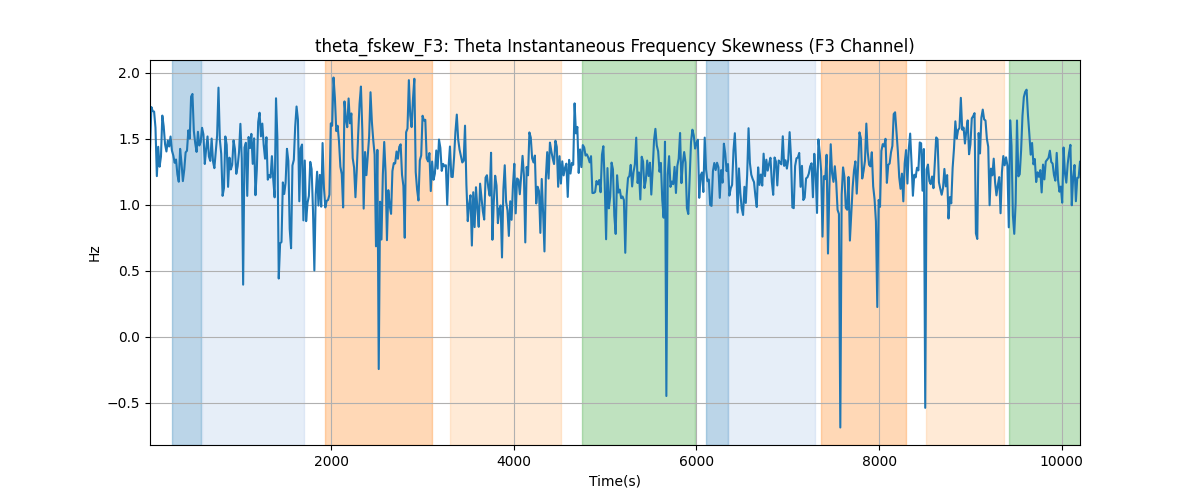 theta_fskew_F3: Theta Instantaneous Frequency Skewness (F3 Channel)
2.0
1.5
1.0
0.5
0.0
−0.5
Hz
2000 4000 6000 8000 10000
Time(s)